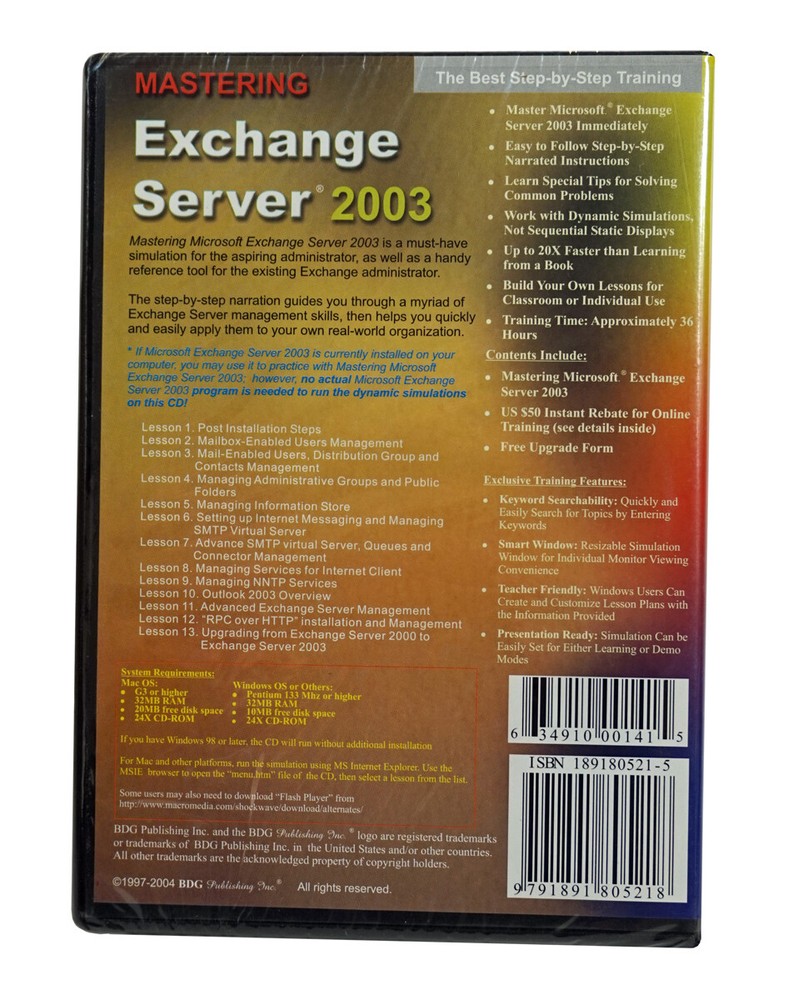 MASTERING
Exchange
Server® 2003
Mastering Microsoft Exchange Server 2003 is a must-have
simulation for the aspiring administrator, as well as a handy
reference tool for the existing Exchange administrator.
The step-by-step narration guides you through a myriad of
Exchange Server management skills, then helps you quickly
and easily apply them to your own real-world organization.
* If Microsoft Exchange Server 2003 is currently installed on your
computer, you may use it to practice with Mastering Microsoft
Exchange Server 2003; however, no actual Microsoft Exchange
Server 2003 program is needed to run the dynamic simulations
on this CD!
Lesson 1. Post Installation Steps
Lesson 2. Mailbox-Enabled Users Management
Lesson 3. Mail-Enabled Users, Distribution Group and
Contacts Management
Lesson 4. Managing Administrative Groups and Public
Folders
Lesson 5. Managing Information Store
Lesson 6. Setting up Internet Messaging and Managing
SMTP Virtual Server
Lesson 7. Advance SMTP virtual Server, Queues and
Connector Management
Lesson 8. Managing Services for Internet Client
Lesson 9. Managing NNTP Services
Lesson 10. Outlook 2003 Overview
Lesson 11. Advanced Exchange Server Management
Lesson 12. "RPC over HTTP" installation and Management
Lesson 13. Upgrading from Exchange Server 2000 to
Exchange Server 2003
System Requirements:
Mac OS:
• G3 or higher
• 32MB RAM
• 20MB free disk space
• 24X CD-ROM
Windows OS or Others:
• Pentium 133 Mhz or higher
• 32MB RAM
• 10MB free disk space
• 24X CD-ROM
If you have Windows 98 or later, the CD will run without additional installation
For Mac and other platforms, run the simulation using MS Internet Explorer. Use the
MSIE browser to open the "menu.htm" file of the CD, then select a lesson from the list.
Some users may also need to download "Flash Player" from
http://www.macromedia.com/shockwave/download/alternates/
BDG Publishing Inc. and the BDG Publishing Inc.® logo are registered trademarks
or trademarks of BDG Publishing Inc. in the United States and/or other countries.
All other trademarks are the acknowledged property of copyright holders.
©1997-2004 BDG Publishing Inc.® All rights reserved.
The Best Step-by-Step Training
• Master Microsoft® Exchange
Server 2003 Immediately
• Easy to Follow Step-by-Step
Narrated Instructions
• Learn Special Tips for Solving
Common Problems
• Work with Dynamic Simulations,
Not Sequential Static Displays
• Up to 20X Faster than Learning
from a Book
• Build Your Own Lessons for
Classroom or Individual Use
• Training Time: Approximately 36
Hours
Contents Include:
• Mastering Microsoft® Exchange
Server 2003
• US $50 Instant Rebate for Online
Training (see details inside)
• Free Upgrade Form
Exclusive Training Features:
• Keyword Searchability: Quickly and
Easily Search for Topics by Entering
Keywords
• Smart Window: Resizable Simulation
Window for Individual Monitor Viewing
Convenience
• Teacher Friendly: Windows Users Can
Create and Customize Lesson Plans with
the Information Provided
• Presentation Ready: Simulation Can be
Easily Set for Either Learning or Demo
Modes
6 34910 00141 5
ISBN 189180521-5
9 791891 805218